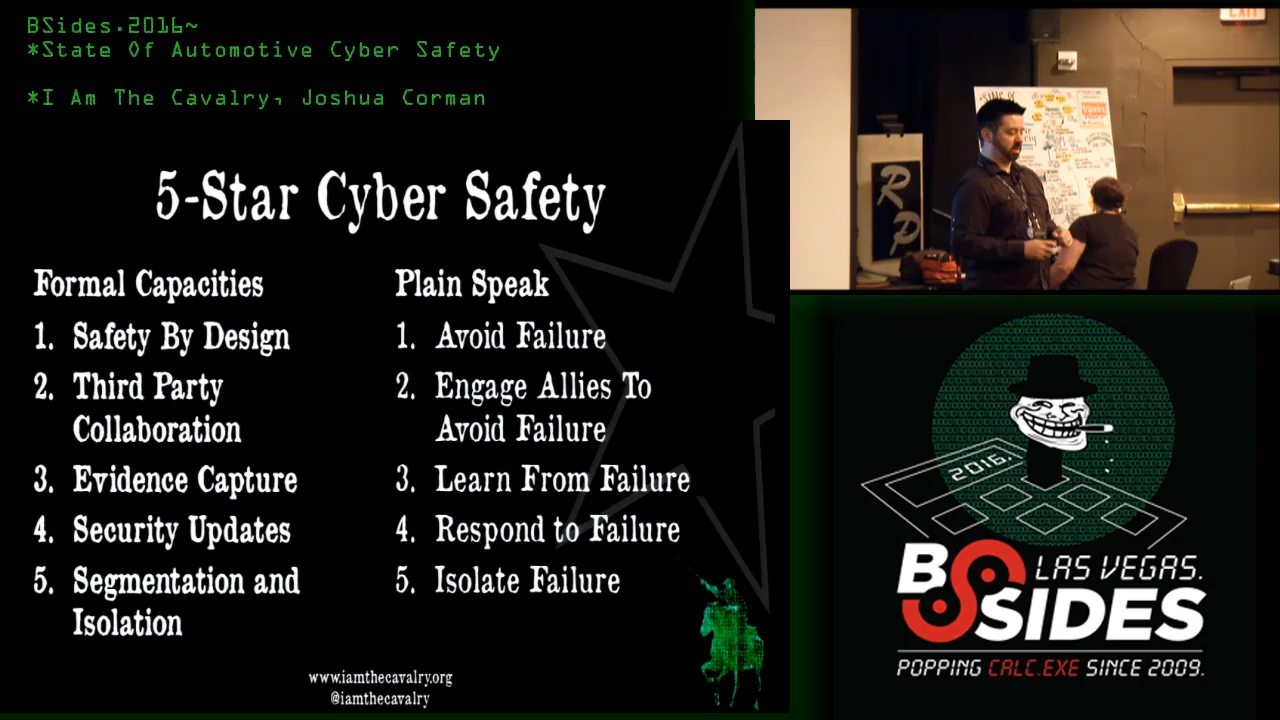 BSides.2016~
*State Of Automotive Cyber Safety
*I Am The Cavalry, Joshua Corman
5-Star Cyber Safety
Formal Capacities
1. Safety By Design
2. Third Party
Collaboration
3. Evidence Capture
4. Security Updates
5. Segmentation and
Isolation
Plain Speak
1. Avoid Failure
2. Engage Allies To
Avoid Failure
3. Learn From Failure
4. Respond to Failure
5. Isolate Failure
www.iamthecavalry.org
@iamthecavalry
EXIT
RP
2016.
BSIDES
LAS VEGAS.
POPPING CALC.EXE SINCE 2009.